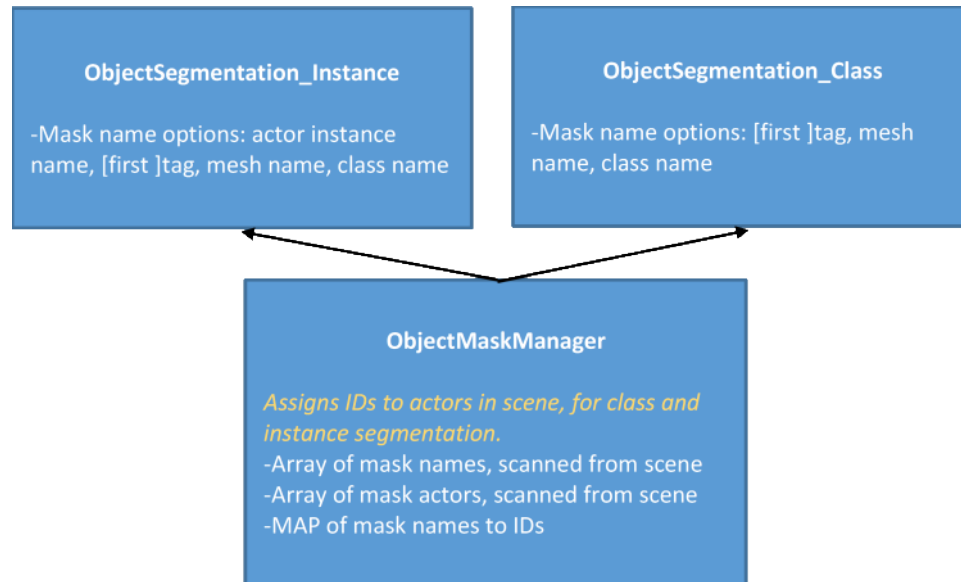 ObjectSegmentation_Instance
-Mask name options: actor instance
name, [first ]tag, mesh name, class name
ObjectSegmentation_Class
-Mask name options: [first ]tag, mesh
name, class name
ObjectMaskManager
Assigns IDs to actors in scene, for class and
instance segmentation.
-Array of mask names, scanned from scene
-Array of mask actors, scanned from scene
-MAP of mask names to IDs